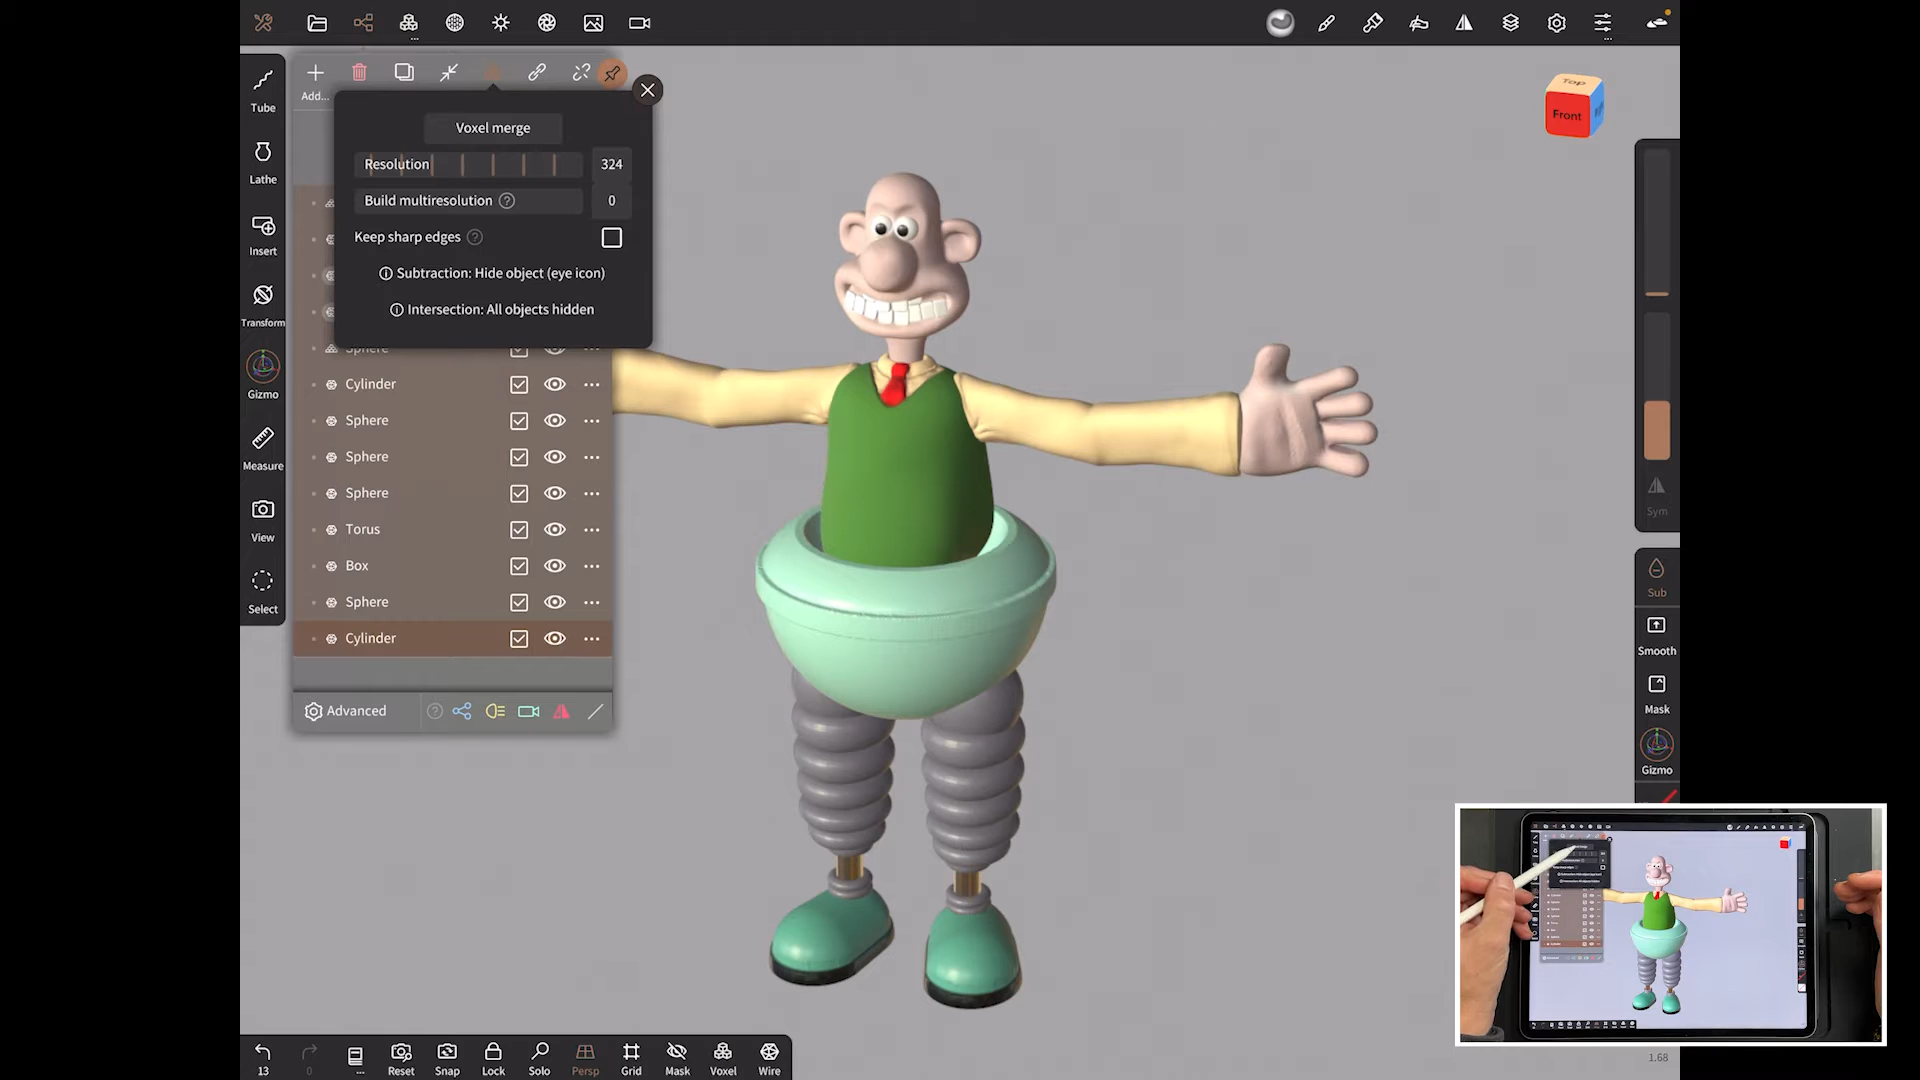 Top
Front
Tube
Lathe
Insert
Transform
Gizmo
Measure
View
Select
Add...
Voxel merge
Resolution 324
Build multiresolution ? 0
Keep sharp edges ?
Subtraction: Hide object (eye icon)
Intersection: All objects hidden
Sphere
Cylinder
Sphere
Sphere
Sphere
Torus
Box
Sphere
Cylinder
Advanced ?
Sym
Sub
Smooth
Mask
Gizmo
13
0
Reset
Snap
Lock
Solo
Persp
Grid
Mask
Voxel
Wire
1.68